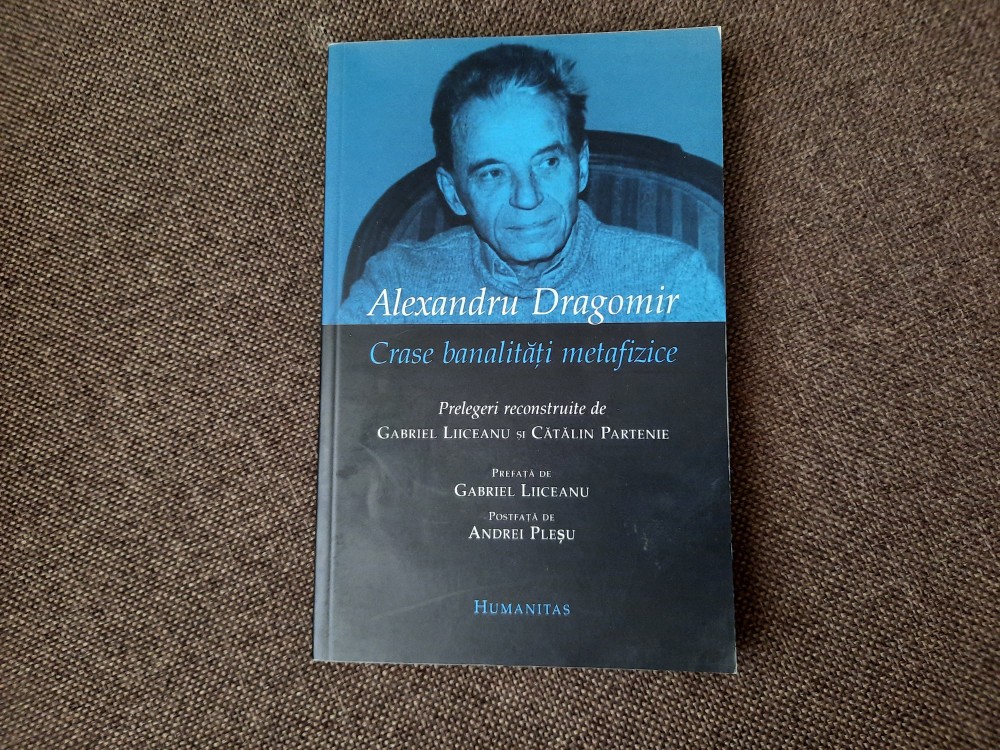 Alexandru Dragomir
Crase banalități metafizice
Prelegeri reconstruite de
GABRIEL LIICEANU ȘI CĂTĂLIN PARTENIE
PREFAȚĂ DE
GABRIEL LIICEANU
POSTFAȚĂ DE
ANDREI PLEȘU
HUMANITAS